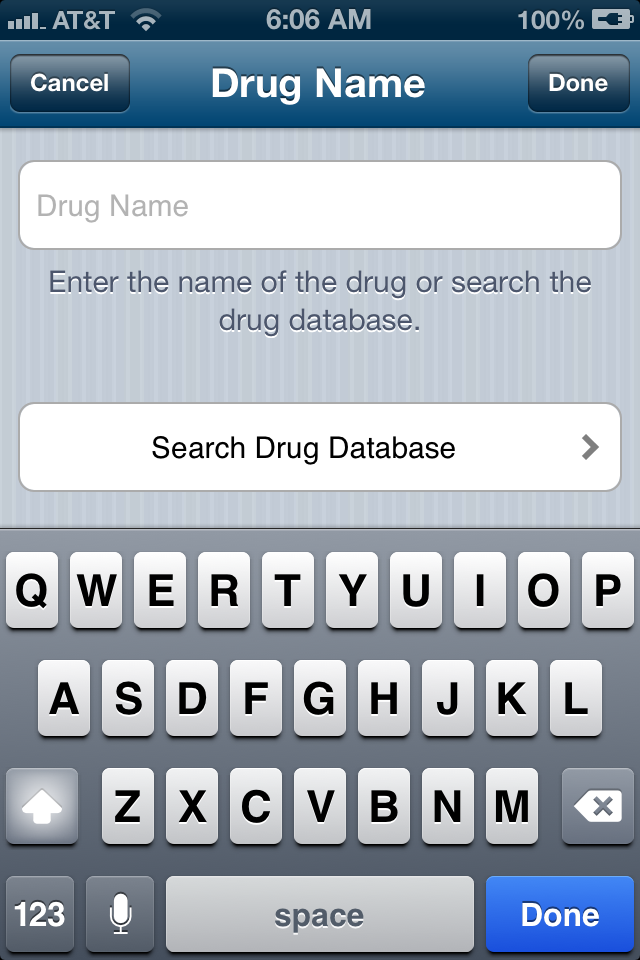 AT&T 6:06 AM 100%
Cancel Drug Name Done
Drug Name
Enter the name of the drug or search the
drug database.
Search Drug Database
Q W E R T Y U I O P
A S D F G H J K L
Z X C V B N M
123 space Done